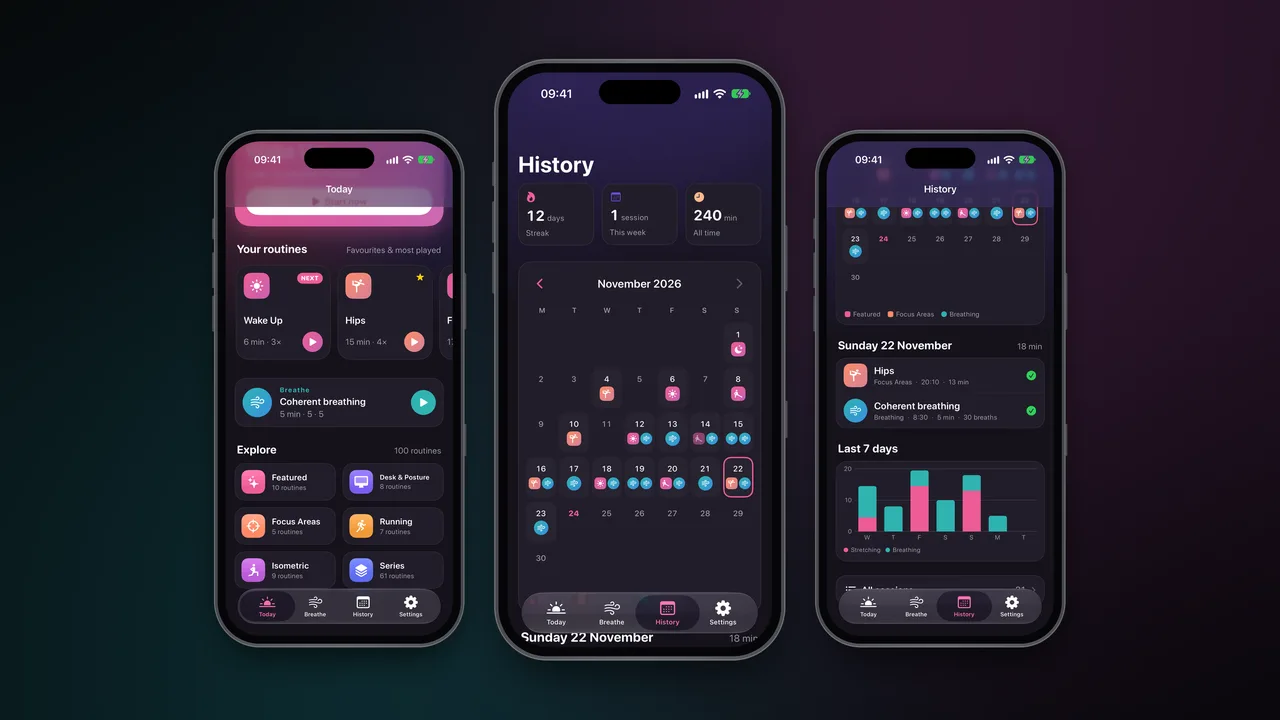 09:41
Today
Start now
Your routines
Favourites & most played
NEXT
Wake Up
6 min · 3×
Hips
15 min · 4×
Breathe
Coherent breathing
5 min · 5 · 5
Explore
100 routines
Featured
10 routines
Desk & Posture
8 routines
Focus Areas
5 routines
Running
7 routines
Isometric
9 routines
Series
61 routines
Today
Breathe
History
Settings
09:41
History
12 days
Streak
1 session
This week
240 min
All time
November 2026
M T W T F S S
1
2 3 4 5 6 7 8
9 10 11 12 13 14 15
16 17 18 19 20 21 22
23 24 25 26 27 28 29
30
Today
Breathe
History
Settings
Sunday 22 November
18 min
09:41
History
23 24 25 26 27 28 29
30
Featured
Focus Areas
Breathing
Sunday 22 November
18 min
Hips
Focus Areas · 20:10 · 13 min
Coherent breathing
Breathing · 8:30 · 5 min · 30 breaths
Last 7 days
20
10
0
W T F S S M T
Stretching
Breathing
Today
Breathe
History
Settings